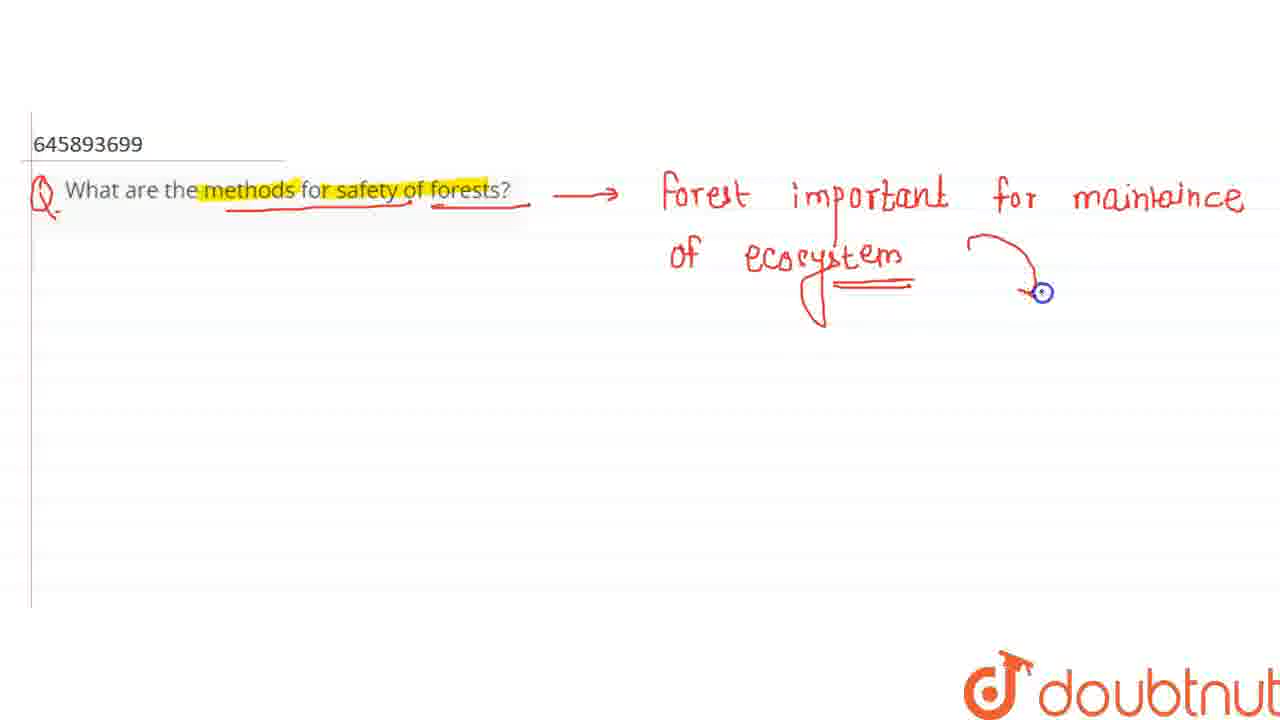 645893699
Q. What are the methods for safety of forests? → forest important for maintaince
of ecosystem
doubtnut